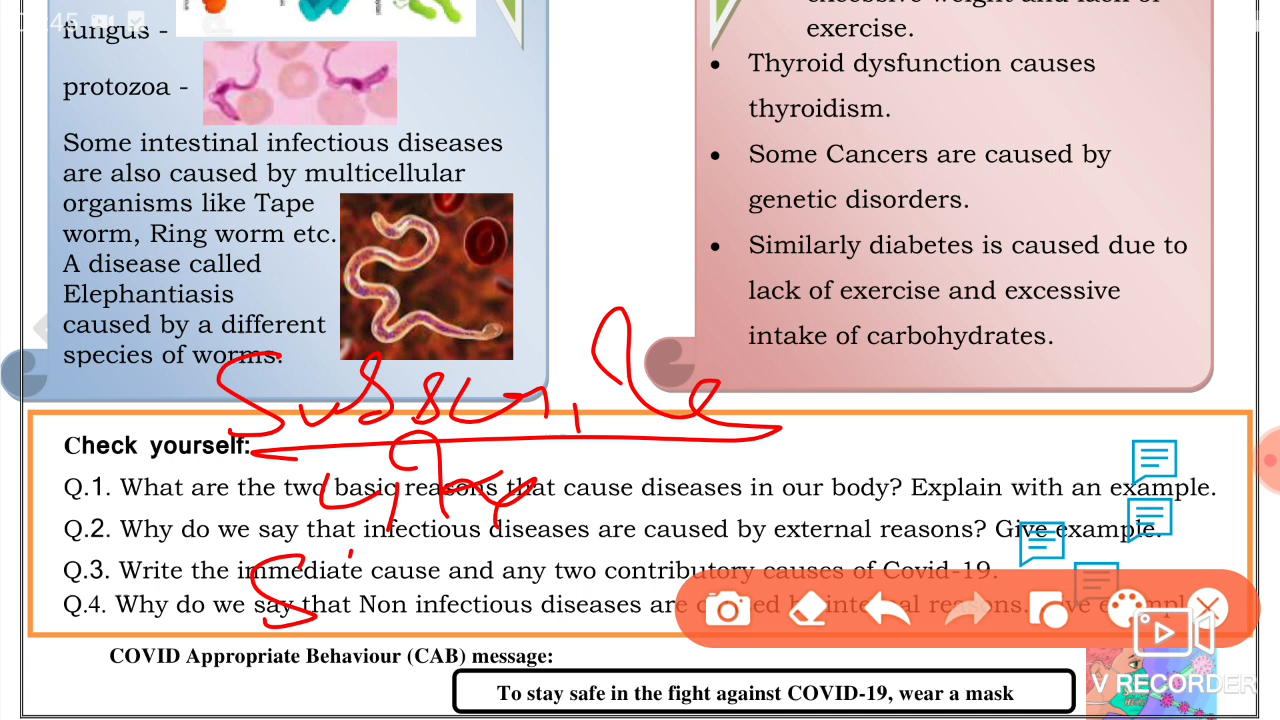 fungus -
protozoa -
Some intestinal infectious diseases
are also caused by multicellular
organisms like Tape
worm, Ring worm etc.
A disease called
Elephantiasis
caused by a different
species of worms.
exercise.
• Thyroid dysfunction causes
thyroidism.
• Some Cancers are caused by
genetic disorders.
• Similarly diabetes is caused due to
lack of exercise and excessive
intake of carbohydrates.
Check yourself:
Q.1. What are the two basic reasons that cause diseases in our body? Explain with an example.
Q.2. Why do we say that infectious diseases are caused by external reasons? Give example.
Q.3. Write the immediate cause and any two contributory causes of Covid-19.
Q.4. Why do we say that Non infectious diseases are
COVID Appropriate Behaviour (CAB) message:
To stay safe in the fight against COVID-19, wear a mask
V RECORDER